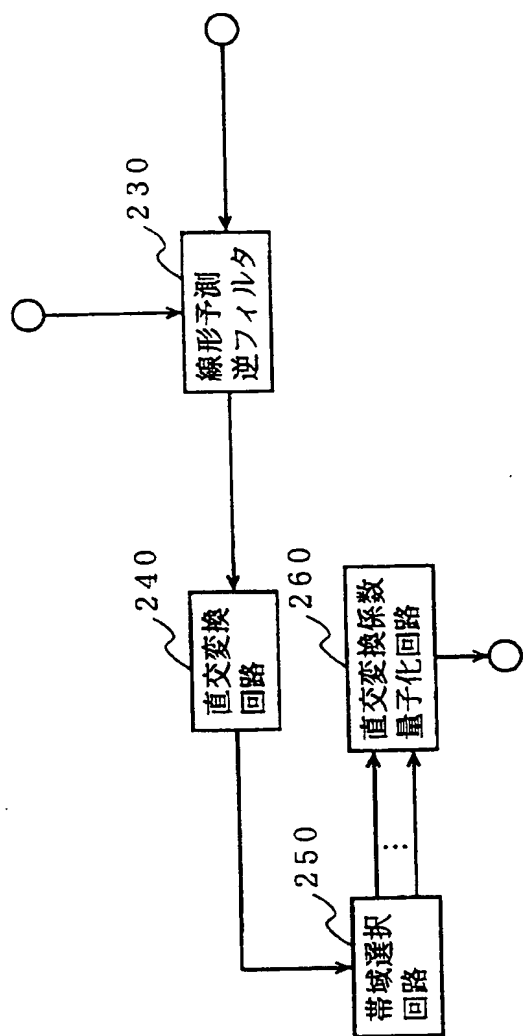 230
線形予測
逆フィルタ
240
直交変換
回路
250
帯域選択
回路
…
260
直交変換係数
量子化回路